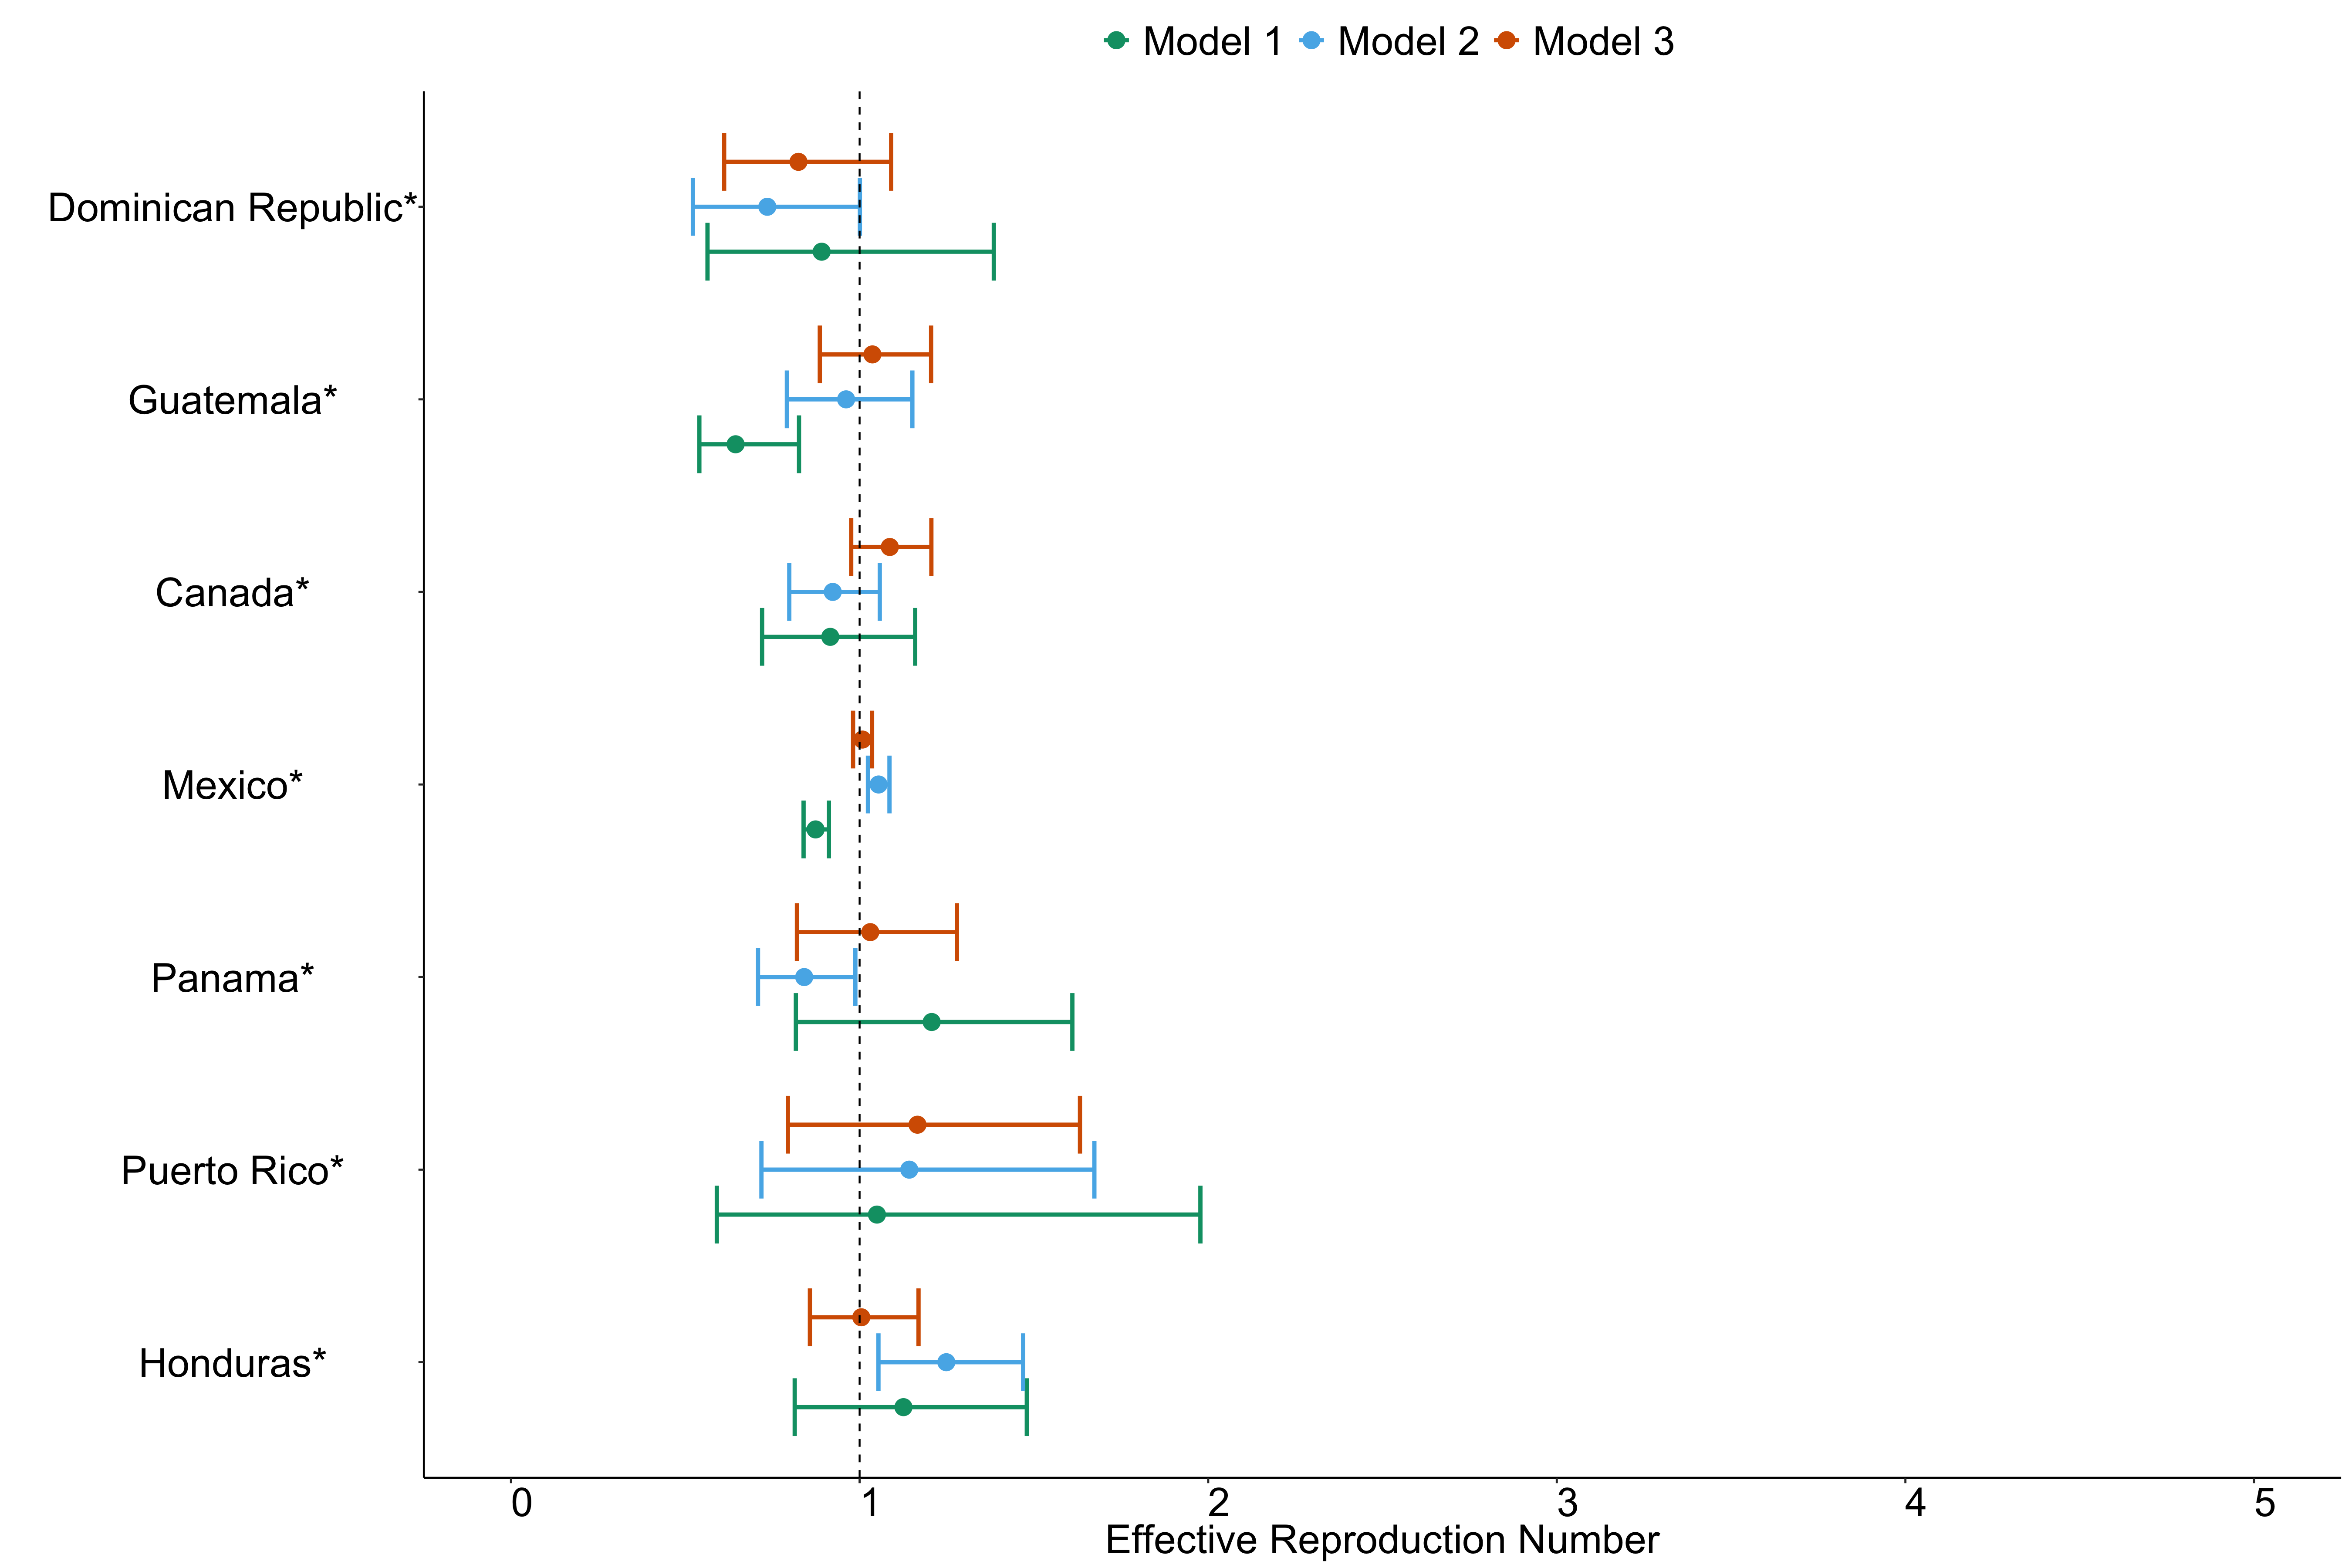 Model 1 Model 2 Model 3
Dominican Republic*
Guatemala*
Canada*
Mexico*
Panama*
Puerto Rico*
Honduras*
0 1 2 3 4 5
Effective Reproduction Number